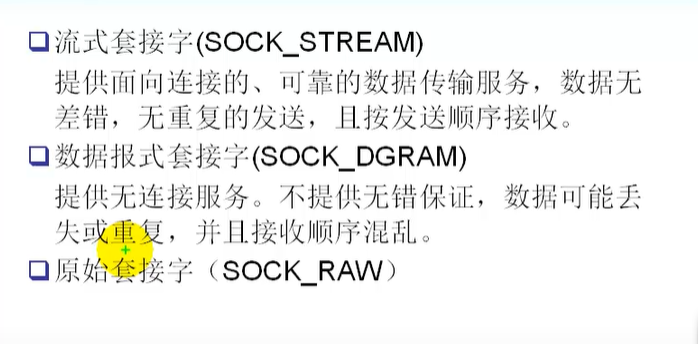 流式套接字(SOCK_STREAM)
提供面向连接的、可靠的数据传输服务，数据无
差错，无重复的发送，且按发送顺序接收。
数据报式套接字(SOCK_DGRAM)
提供无连接服务。不提供无错保证，数据可能丢
失或重复，并且接收顺序混乱。
原始套接字（SOCK_RAW）